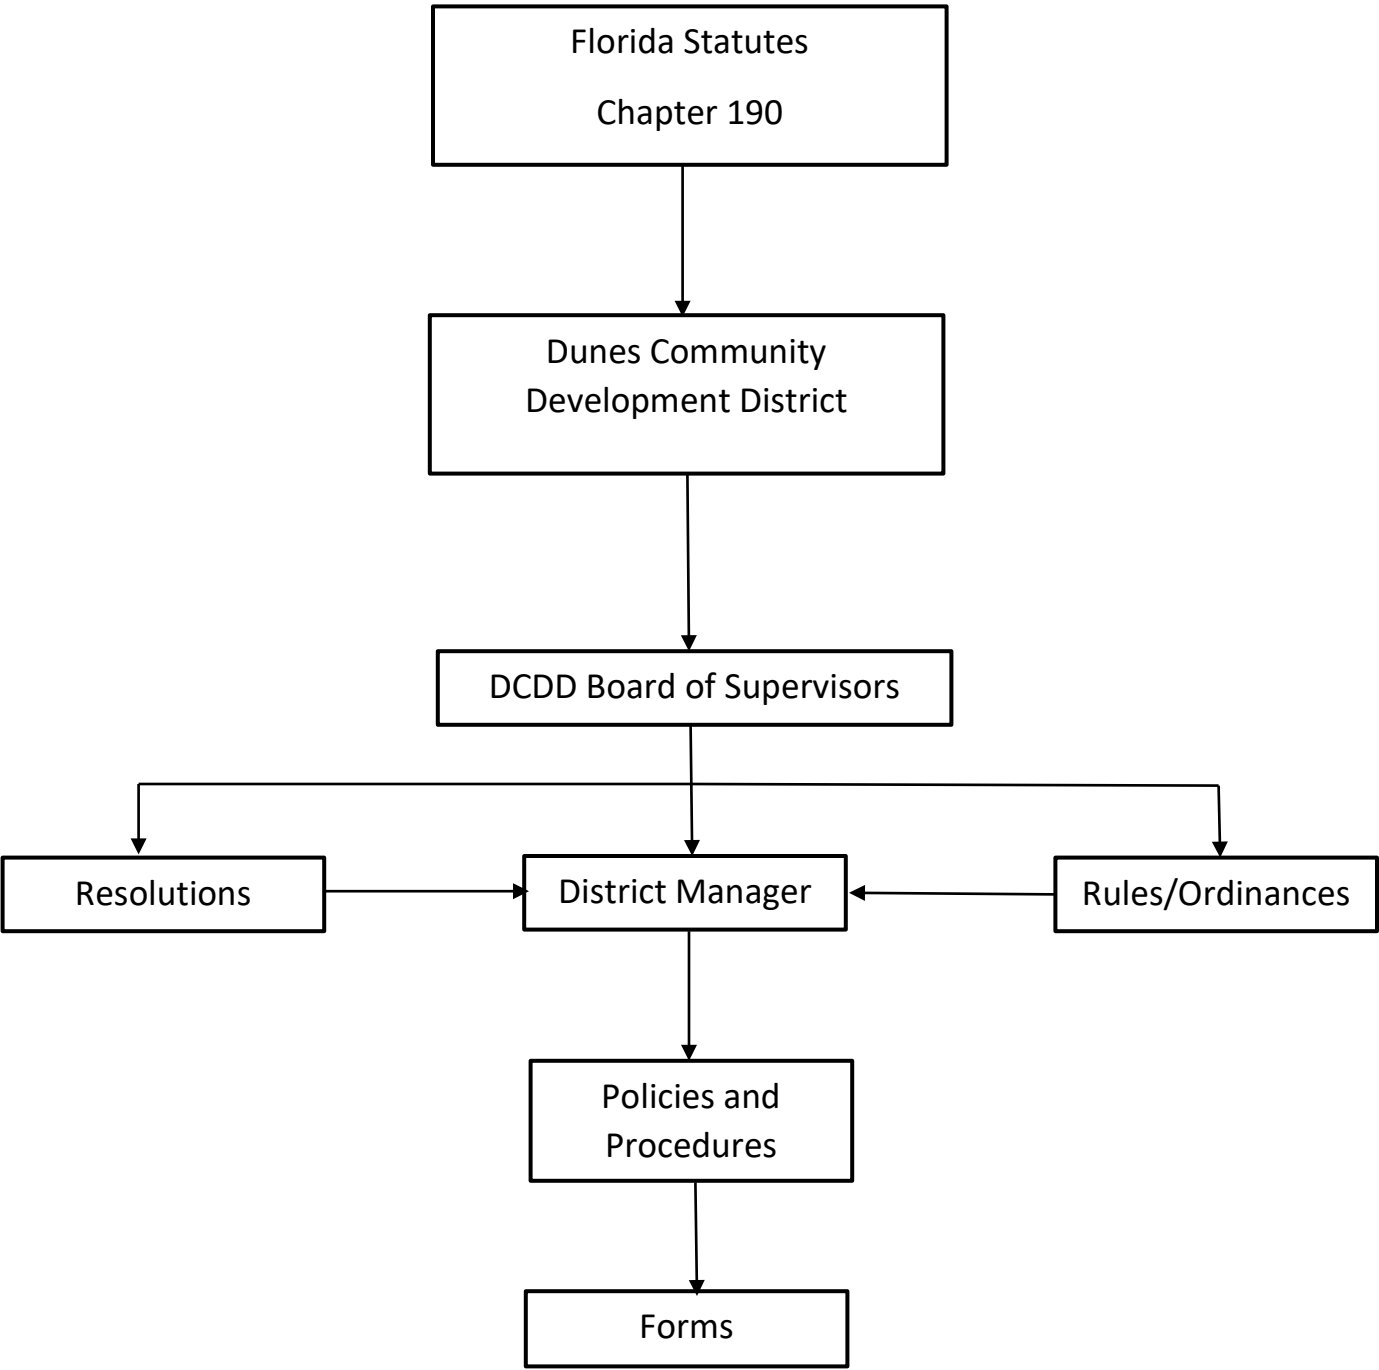 Florida Statutes
Chapter 190
Dunes Community
Development District
DCDD Board of Supervisors
Resolutions
District Manager
Rules/Ordinances
Policies and
Procedures
Forms